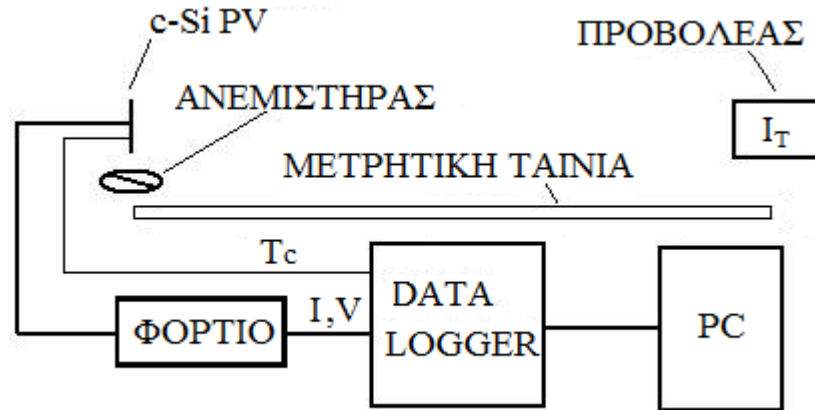 c-Si PV
ΠΡΟΒΟΛΕΑΣ
ΑΝΕΜΙΣΤΗΡΑΣ
I_T
ΜΕΤΡΗΤΙΚΗ ΤΑΙΝΙΑ
Tc
ΦΟΡΤΙΟ
I,V
DATA
LOGGER
PC